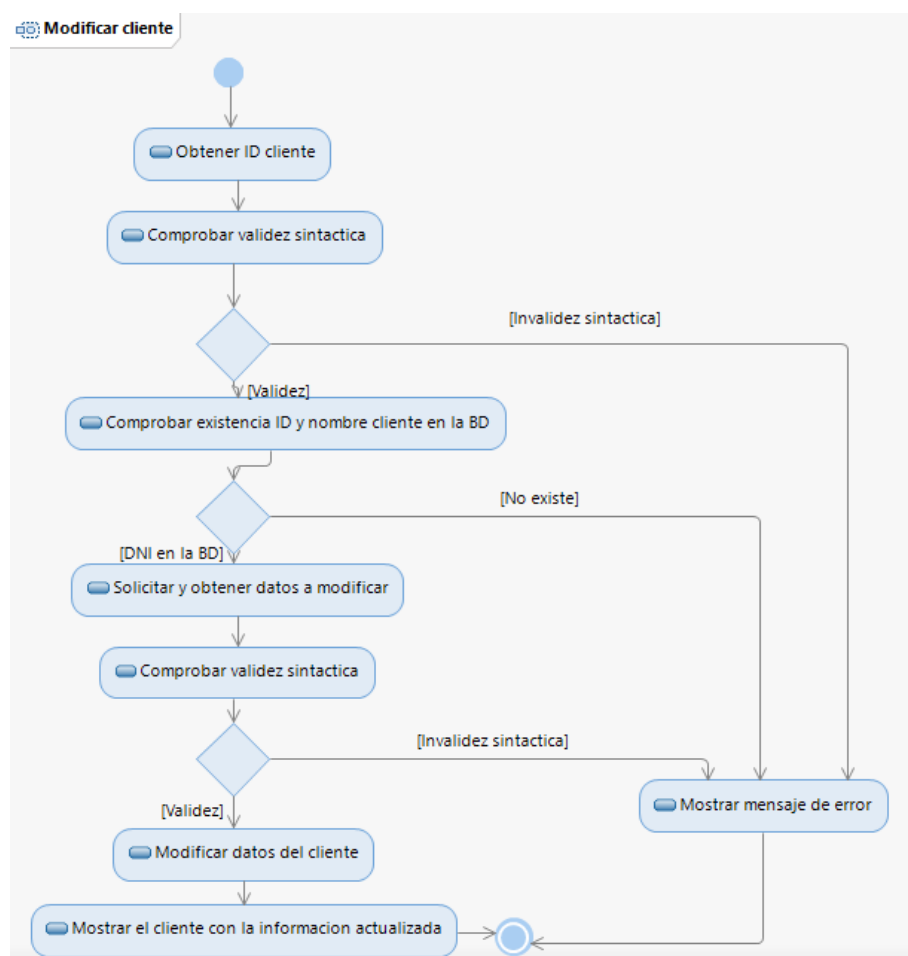 Modificar cliente
Obtener ID cliente
Comprobar validez sintactica
[Invalidez sintactica]
[Validez]
Comprobar existencia ID y nombre cliente en la BD
[No existe]
[DNI en la BD]
Solicitar y obtener datos a modificar
Comprobar validez sintactica
[Invalidez sintactica]
Mostrar mensaje de error
[Validez]
Modificar datos del cliente
Mostrar el cliente con la informacion actualizada